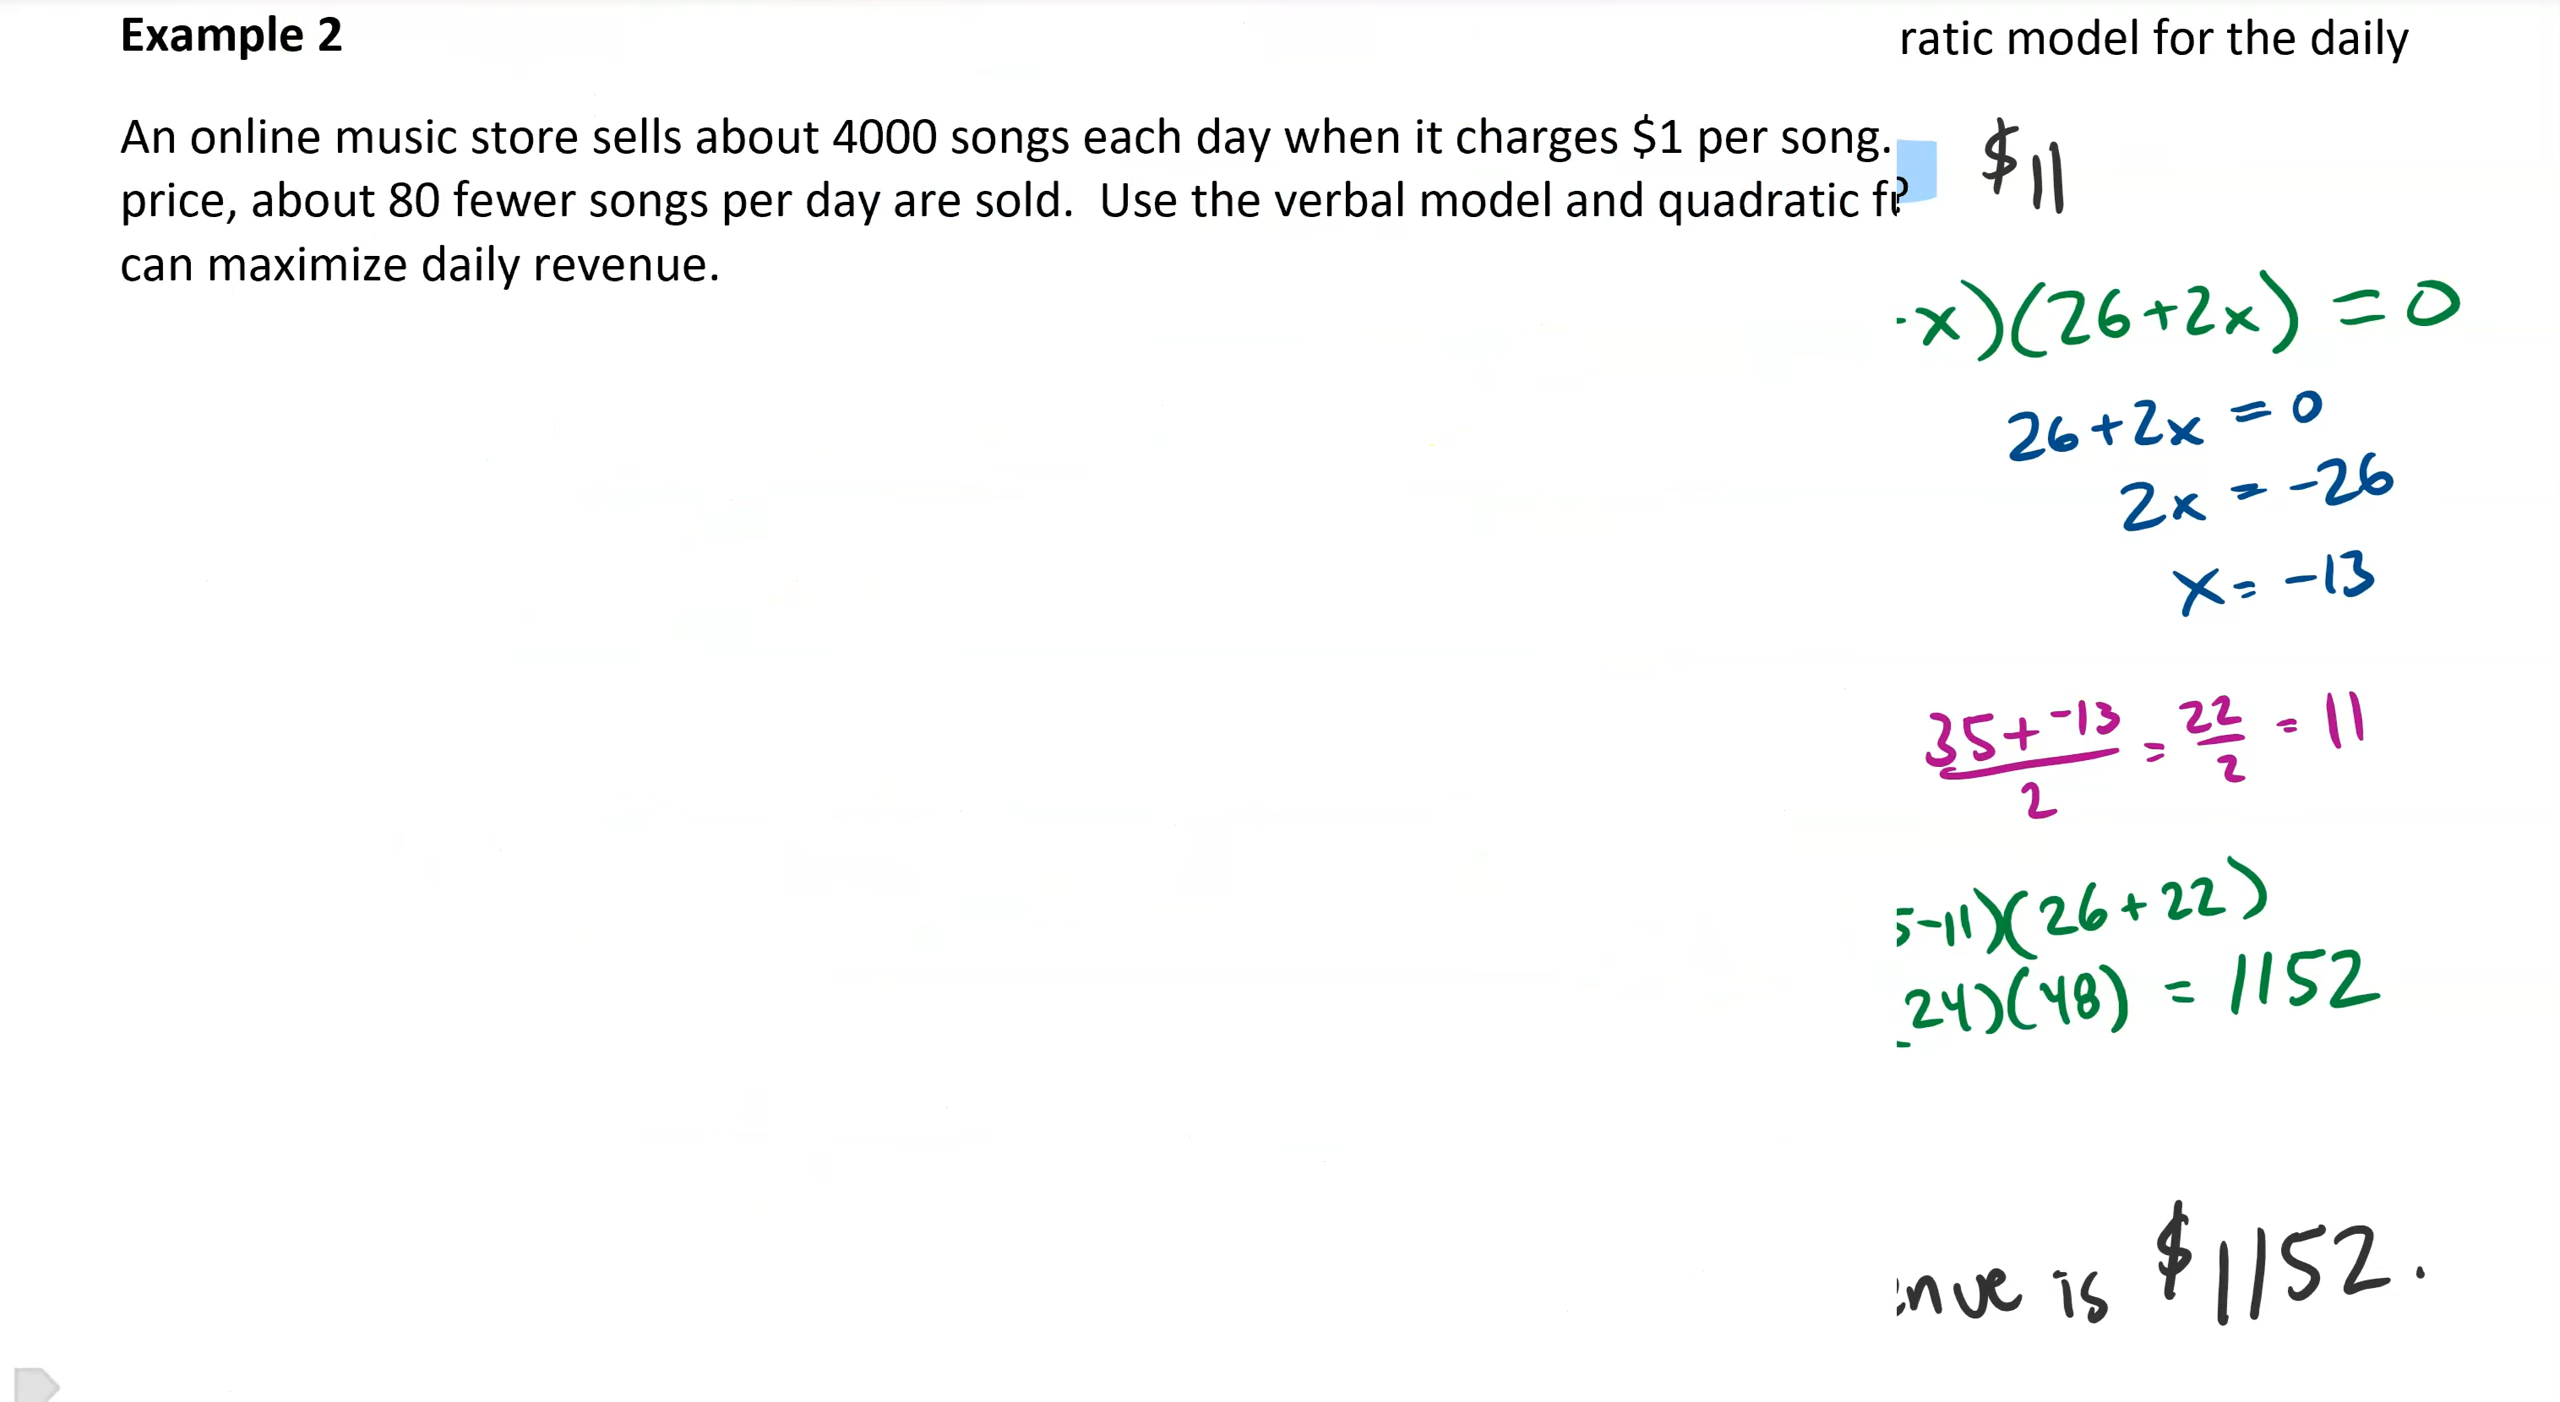 Example 2
ratic model for the daily
An online music store sells about 4000 songs each day when it charges $1 per song.
price, about 80 fewer songs per day are sold. Use the verbal model and quadratic
can maximize daily revenue.
$11
-x)(26+2x) = 0
26+2x = 0
2x = -26
x = -13
35+-13/2 = 22/2 = 11
5-11)(26+22)
24)(48) = 1152
nue is $1152.